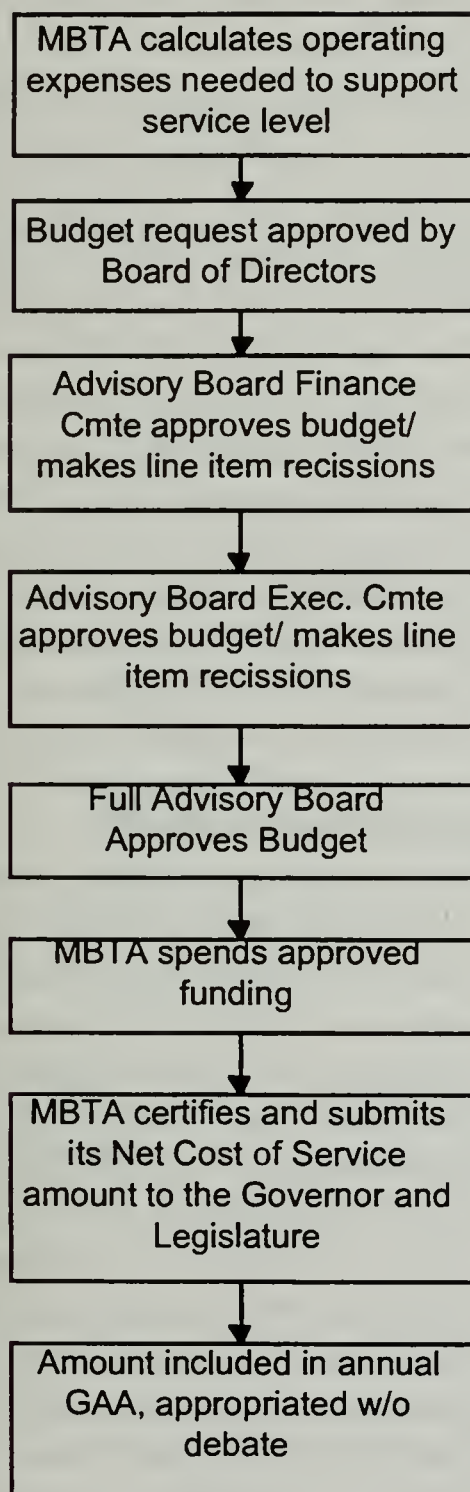 MBTA calculates operating
expenses needed to support
service level
Budget request approved by
Board of Directors
Advisory Board Finance
Cmte approves budget/
makes line item recissions
Advisory Board Exec. Cmte
approves budget/ makes line
item recissions
Full Advisory Board
Approves Budget
MBTA spends approved
funding
MBTA certifies and submits
its Net Cost of Service
amount to the Governor and
Legislature
Amount included in annual
GAA, appropriated w/o
debate